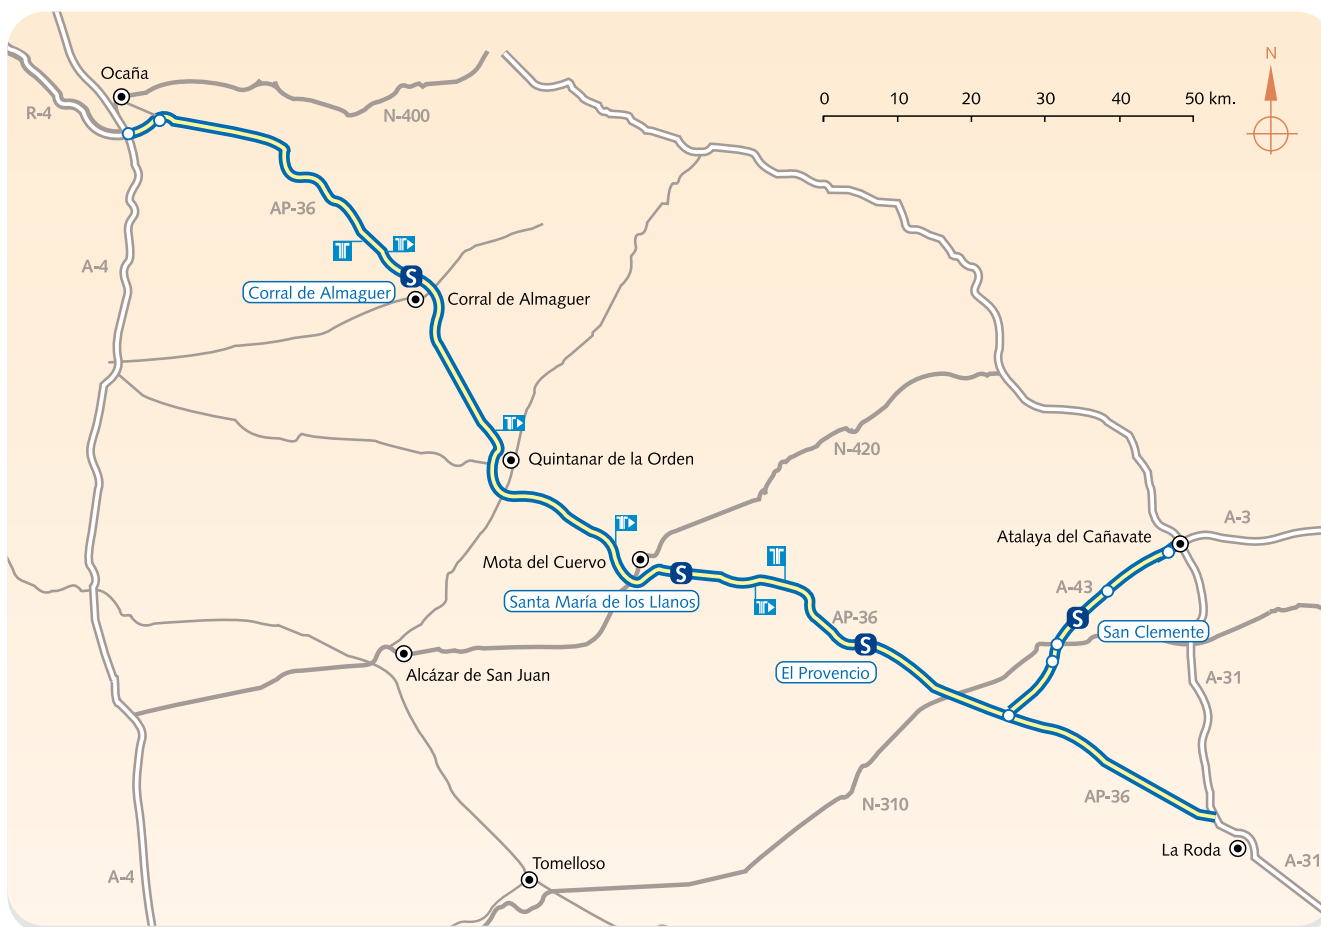 N
0 10 20 30 40 50 km.
Ocaña
R-4
N-400
AP-36
A-4
T
T
S
Corral de Almaguer
Corral de Almaguer
T
Quintanar de la Orden
N-420
T
A-3
Atalaya del Cañavate
Mota del Cuervo
S
T
T
A-43
Santa María de los Llanos
AP-36
S
San Clemente
S
El Provencio
Alcázar de San Juan
A-31
AP-36
N-310
La Roda
A-31
Tomelloso
A-4